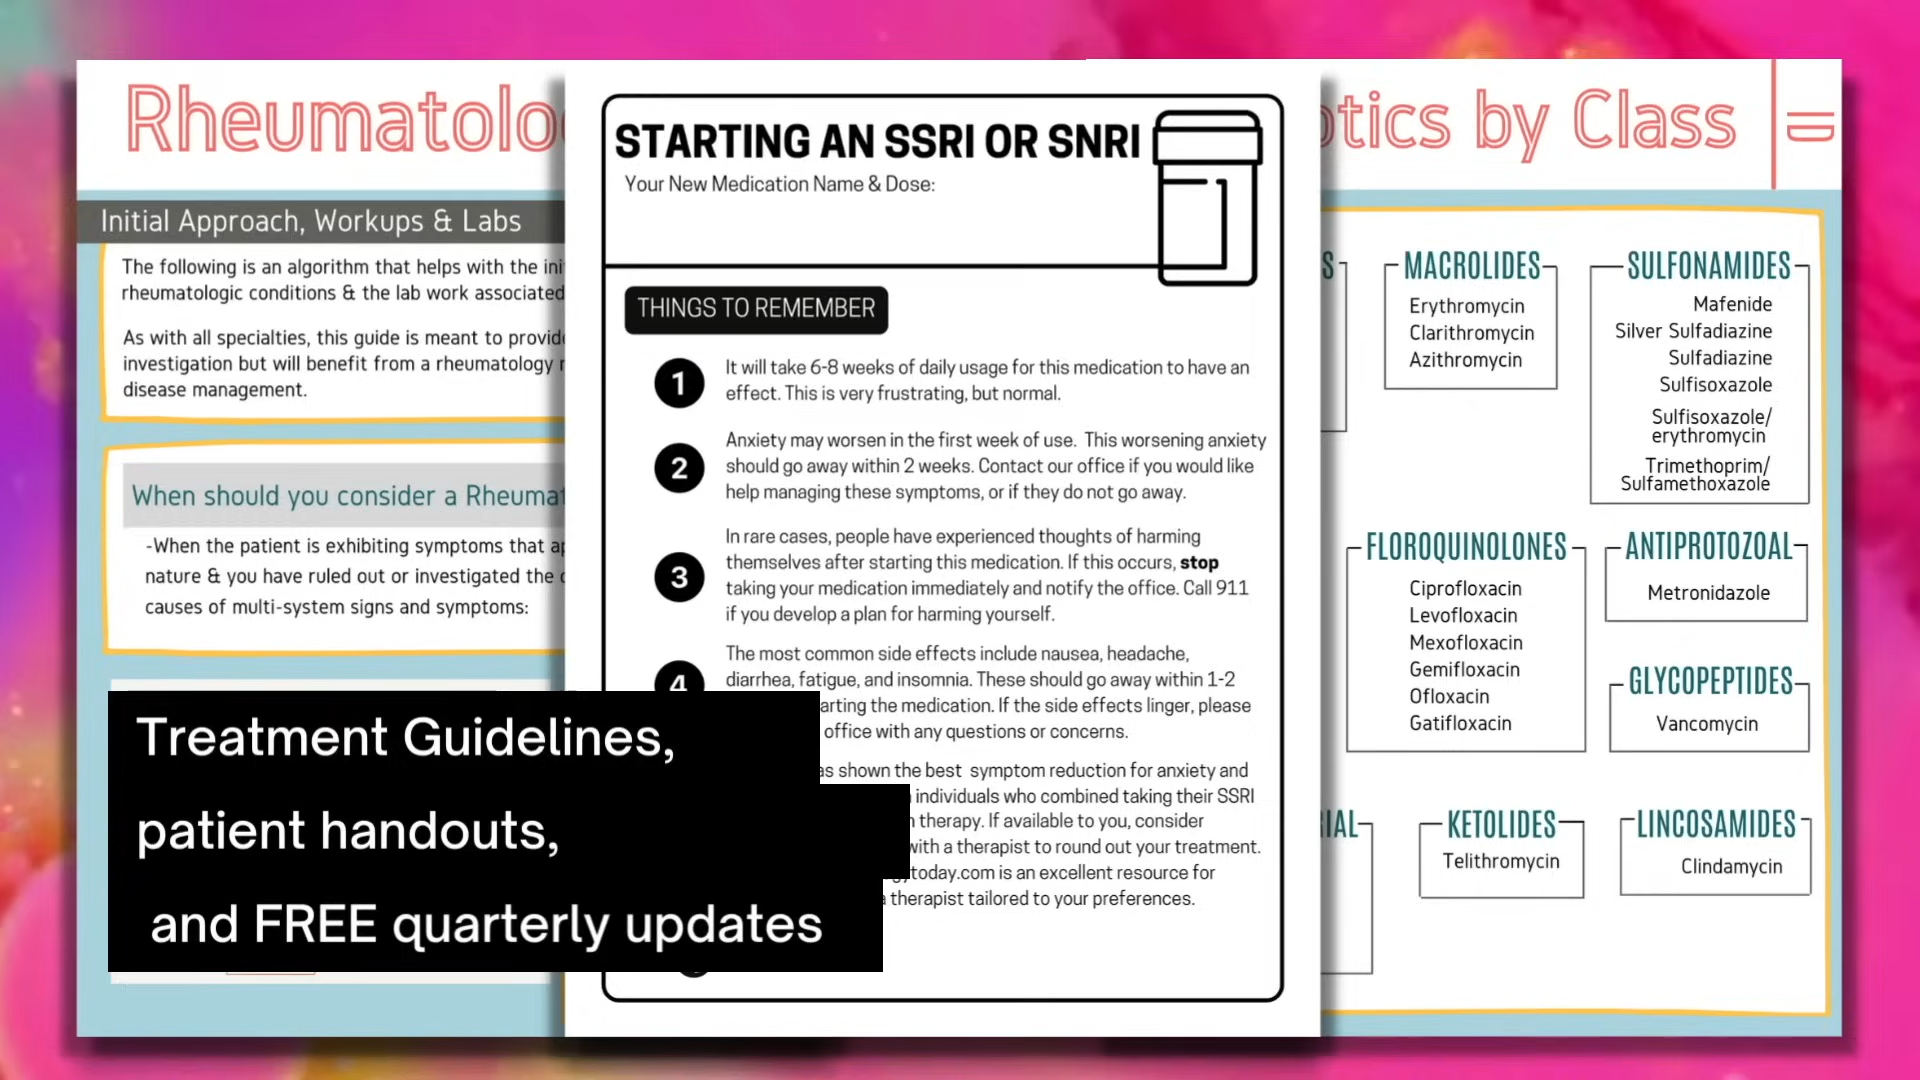 Rheumatolo
Initial Approach, Workups & Labs
The following is an algorithm that helps with the
rheumatologic conditions & the lab work associated
As with all specialties, this guide is meant to
investigation but will benefit from a rheumatology
disease management.
When should you consider a
-When the patient is exhibiting symptoms that
nature & you have ruled out or investigated the
causes of multi-system signs and symptoms:
STARTING AN SSRI OR SNRI
Your New Medication Name & Dose:
THINGS TO REMEMBER
1
It will take 6-8 weeks of daily usage for this medication to have an
effect. This is very frustrating, but normal.
2
Anxiety may worsen in the first week of use. This worsening anxiety
should go away within 2 weeks. Contact our office if you would like
help managing these symptoms, or if they do not go away.
3
In rare cases, people have experienced thoughts of harming
themselves after starting this medication. If this occurs, stop
taking your medication immediately and notify the office. Call 911
if you develop a plan for harming yourself.
4
The most common side effects include nausea, headache,
diarrhea, fatigue, and insomnia. These should go away within 1-2
arting the medication. If the side effects linger, please
office with any questions or concerns.
as shown the best symptom reduction for anxiety and
individuals who combined taking their SSRI
therapy. If available to you, consider
with a therapist to round out your treatment.
today.com is an excellent resource for
therapist tailored to your preferences.
otics by Class
MACROLIDES
Erythromycin
Clarithromycin
Azithromycin
SULFONAMIDES
Mafenide
Silver Sulfadiazine
Sulfadiazine
Sulfisoxazole
Sulfisoxazole/
erythromycin
Trimethoprim/
Sulfamethoxazole
FLOROQUINOLONES
Ciprofloxacin
Levofloxacin
Mexofloxacin
Gemifloxacin
Ofloxacin
Gatifloxacin
ANTIPROTOZOAL
Metronidazole
GLYCOPEPTIDES
Vancomycin
IAL
KETOLIDES
Telithromycin
LINCOSAMIDES
Clindamycin
Treatment Guidelines,
patient handouts,
and FREE quarterly updates